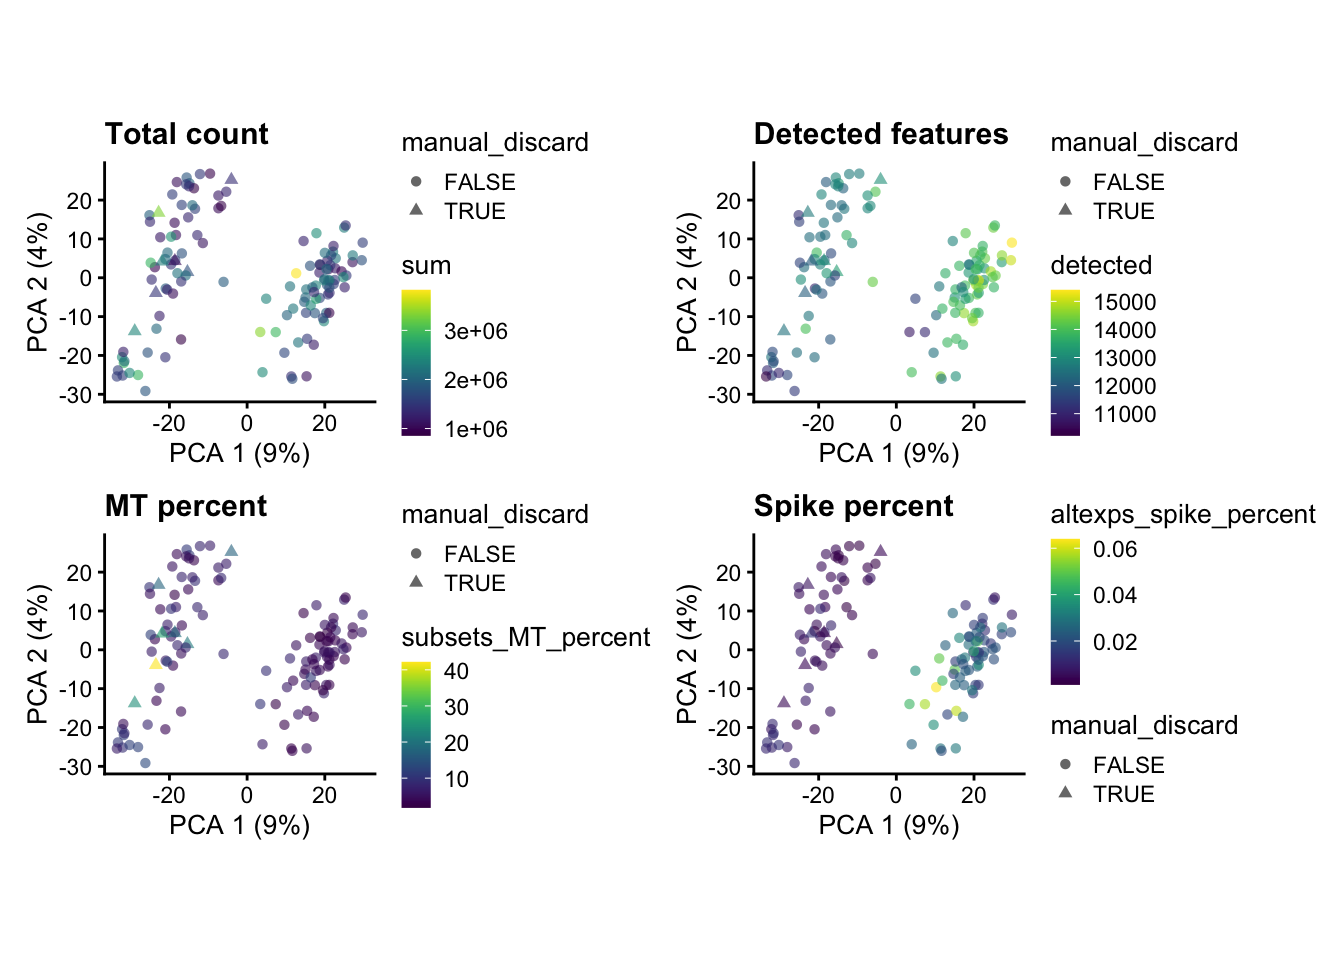 Total count
PCA 2 (4%)
20
10
0
-10
-20
-30
-20
0
20
PCA 1 (9%)
manual_discard
FALSE
TRUE
sum
3e+06
2e+06
1e+06
Detected features
PCA 2 (4%)
20
10
0
-10
-20
-30
-20
0
20
PCA 1 (9%)
manual_discard
FALSE
TRUE
detected
15000
14000
13000
12000
11000
MT percent
PCA 2 (4%)
20
10
0
-10
-20
-30
-20
0
20
PCA 1 (9%)
manual_discard
FALSE
TRUE
subsets_MT_percent
40
30
20
10
Spike percent
PCA 2 (4%)
20
10
0
-10
-20
-30
-20
0
20
PCA 1 (9%)
altexps_spike_percent
0.06
0.04
0.02
manual_discard
FALSE
TRUE